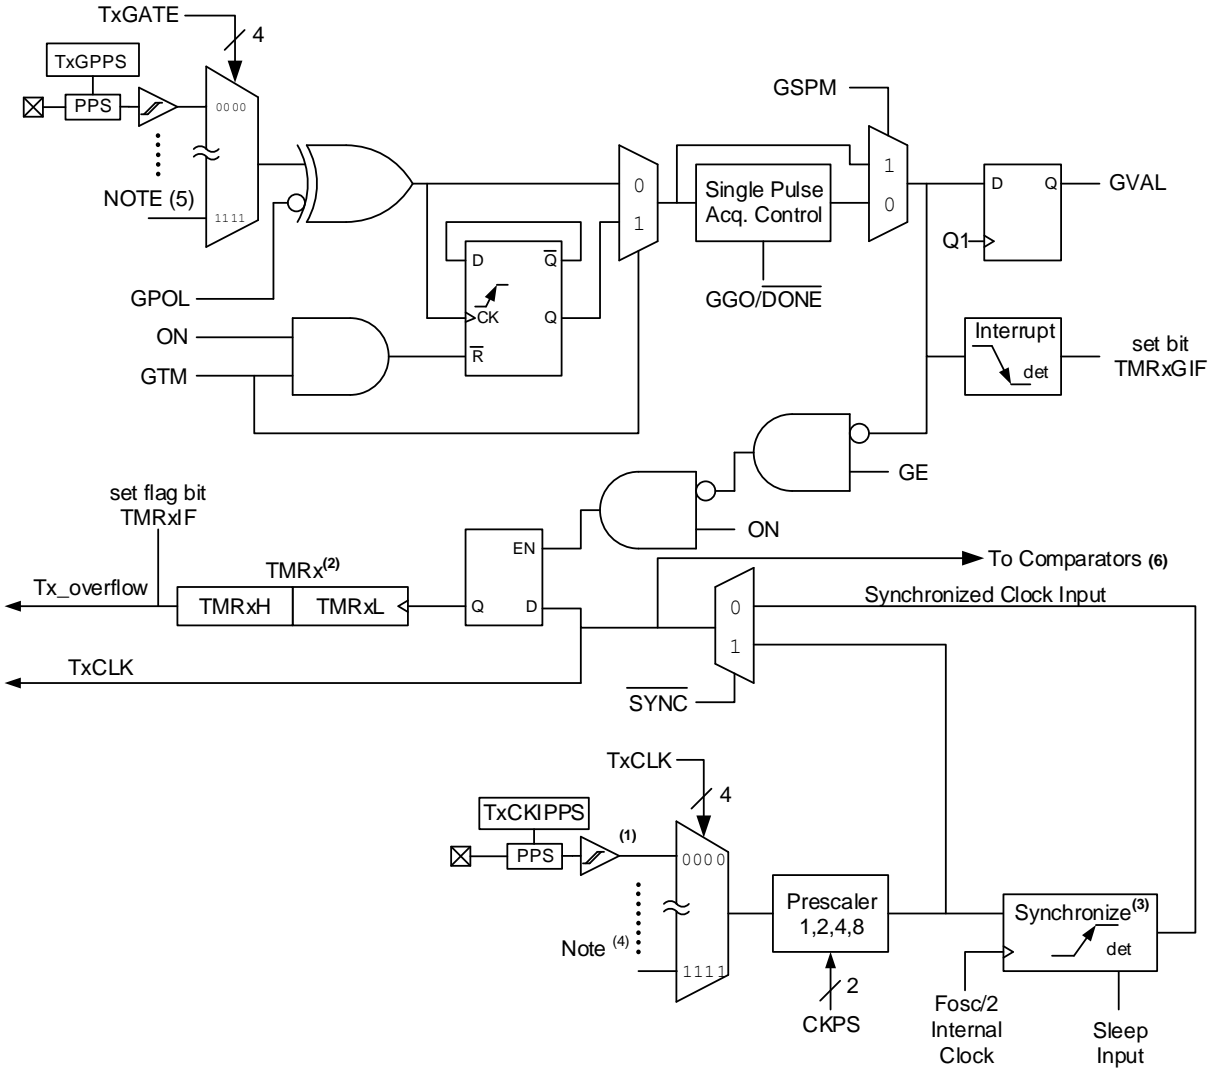 TxGATE
4
TxGPPS
PPS
0000
NOTE (5)
1111
GPOL
ON
GTM
D
Q
CK
Q
R
0
1
Single Pulse
Acq. Control
GGO/DONE
GSPM
1
0
D
Q
Q1
GVAL
Interrupt
det
set bit
TMRxGIF
GE
ON
set flag bit
TMRxIF
Tx_overflow
TMRx(2)
TMRxH
TMRxL
EN
Q
D
TxCLK
To Comparators (6)
0
1
Synchronized Clock Input
SYNC
TxCLK
4
TxCKIPPS
PPS
(1)
0000
Note (4)
1111
Prescaler
1,2,4,8
2
CKPS
Synchronize(3)
det
Fosc/2
Internal
Clock
Sleep
Input